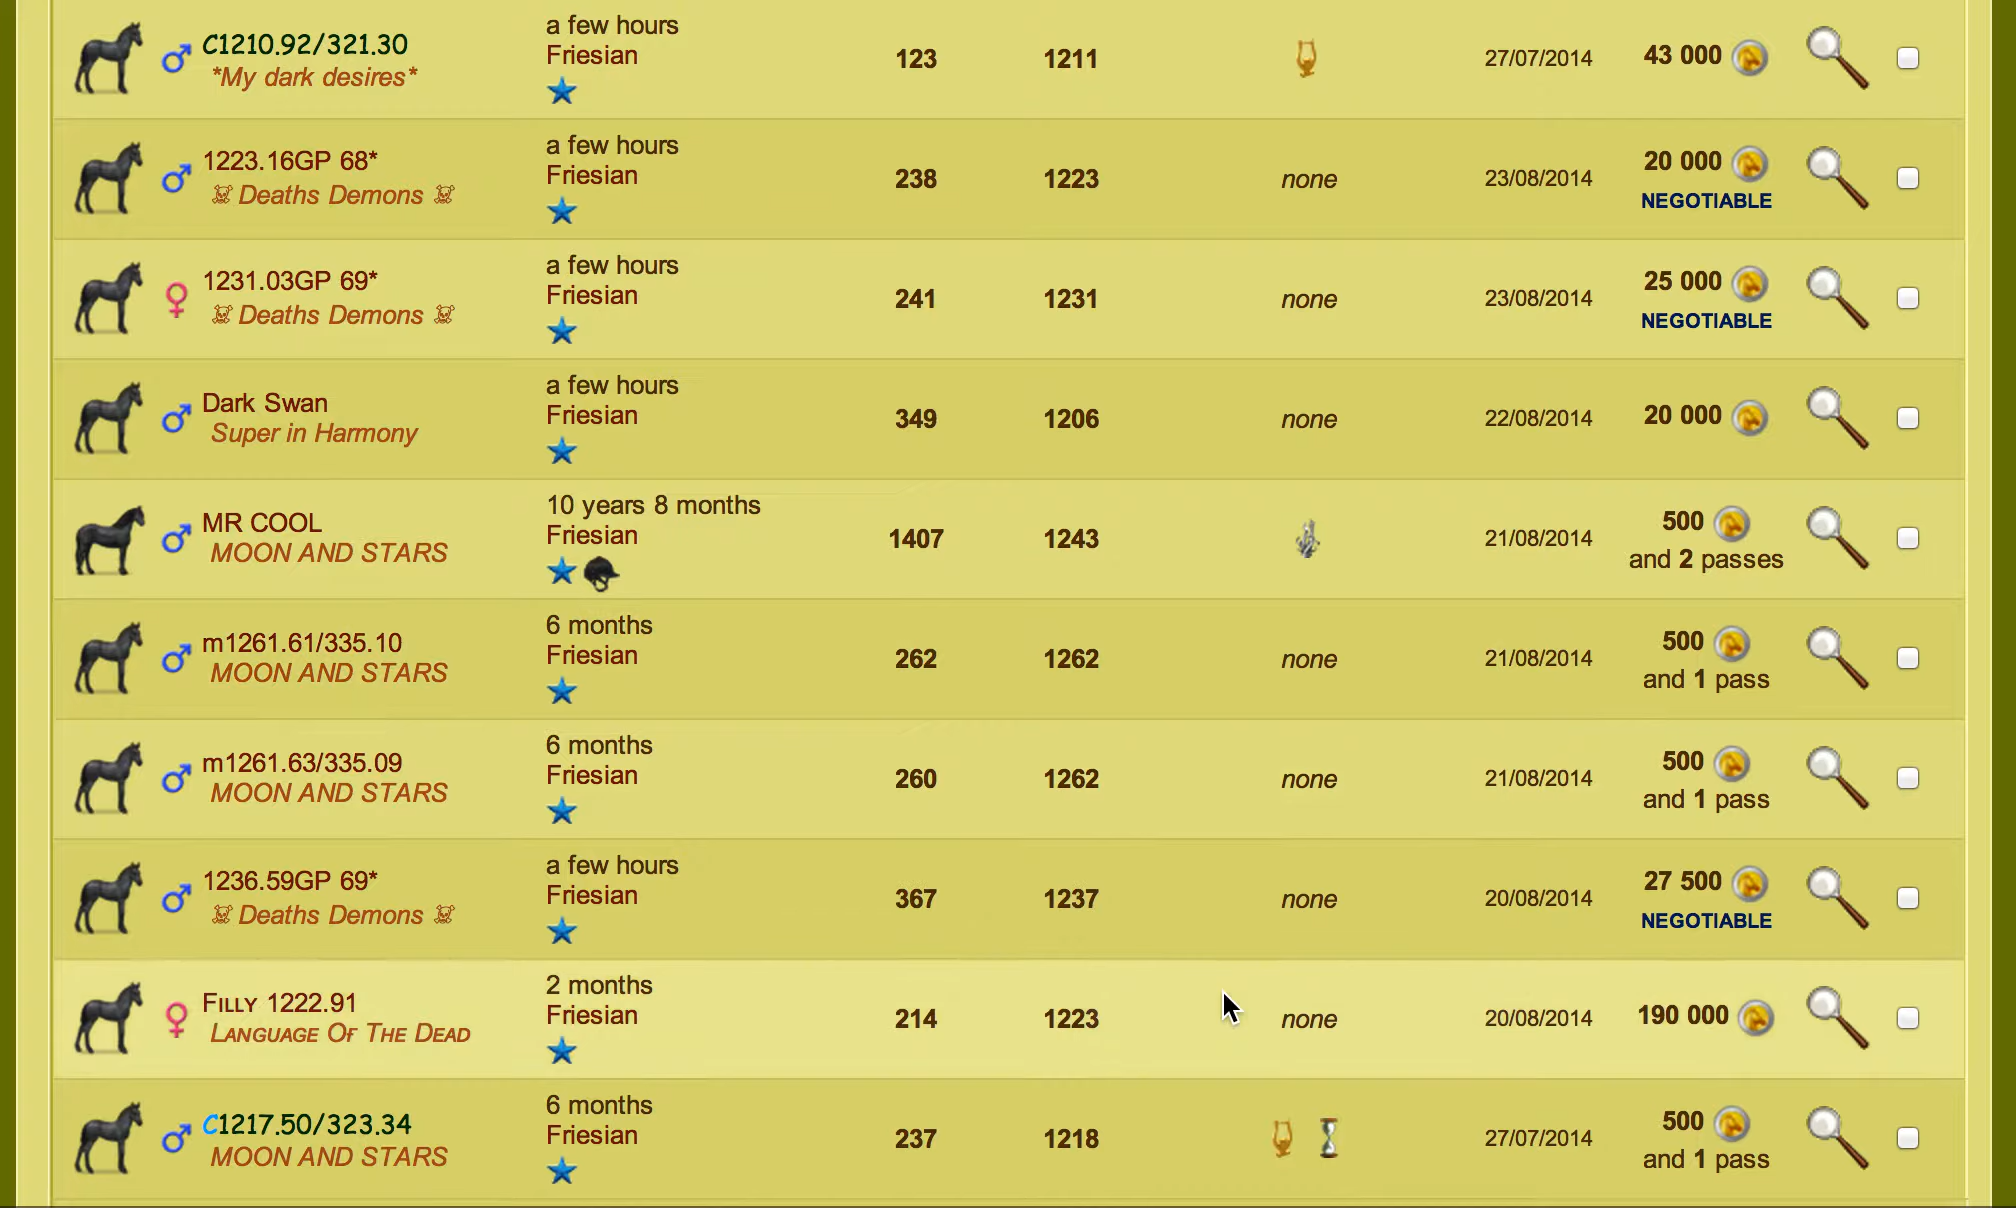 C1210.92/321.30
*My dark desires*
a few hours
Friesian
123
1211
27/07/2014
43 000
1223.16GP 68*
☠ Deaths Demons ☠
a few hours
Friesian
238
1223
none
23/08/2014
20 000
NEGOTIABLE
1231.03GP 69*
☠ Deaths Demons ☠
a few hours
Friesian
241
1231
none
23/08/2014
25 000
NEGOTIABLE
Dark Swan
Super in Harmony
a few hours
Friesian
349
1206
none
22/08/2014
20 000
MR COOL
MOON AND STARS
10 years 8 months
Friesian
1407
1243
21/08/2014
500
and 2 passes
m1261.61/335.10
MOON AND STARS
6 months
Friesian
262
1262
none
21/08/2014
500
and 1 pass
m1261.63/335.09
MOON AND STARS
6 months
Friesian
260
1262
none
21/08/2014
500
and 1 pass
1236.59GP 69*
☠ Deaths Demons ☠
a few hours
Friesian
367
1237
none
20/08/2014
27 500
NEGOTIABLE
Filly 1222.91
Language Of The Dead
2 months
Friesian
214
1223
none
20/08/2014
190 000
C1217.50/323.34
MOON AND STARS
6 months
Friesian
237
1218
27/07/2014
500
and 1 pass